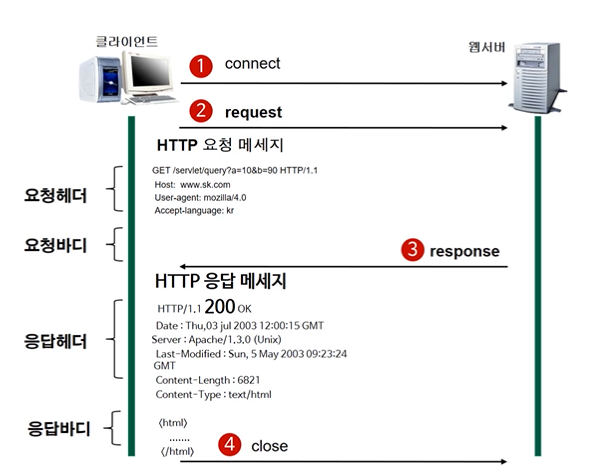 클라이언트
웹서버
1 connect
2 request
HTTP 요청 메세지
GET /servlet/query?a=10&b=90 HTTP/1.1
요청헤더
Host: www.sk.com
User-agent: mozilla/4.0
Accept-language: kr
요청바디
3 response
HTTP 응답 메세지
HTTP/1.1 200 OK
Date : Thu,03 jul 2003 12:00:15 GMT
Server : Apache/1.3.0 (Unix)
응답헤더
Last-Modified : Sun, 5 May 2003 09:23:24
GMT
Content-Length : 6821
Content-Type : text/html
응답바디
〈html〉
.......
〈/html〉
4 close